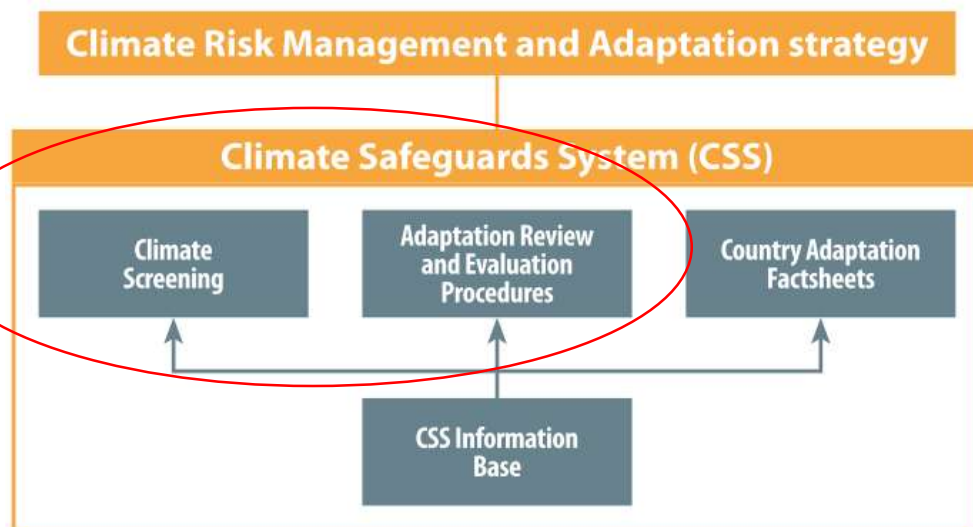 Climate Risk Management and Adaptation strategy
Climate Safeguards System (CSS)
Climate
Screening
Adaptation Review
and Evaluation
Procedures
Country Adaptation
Factsheets
CSS Information
Base